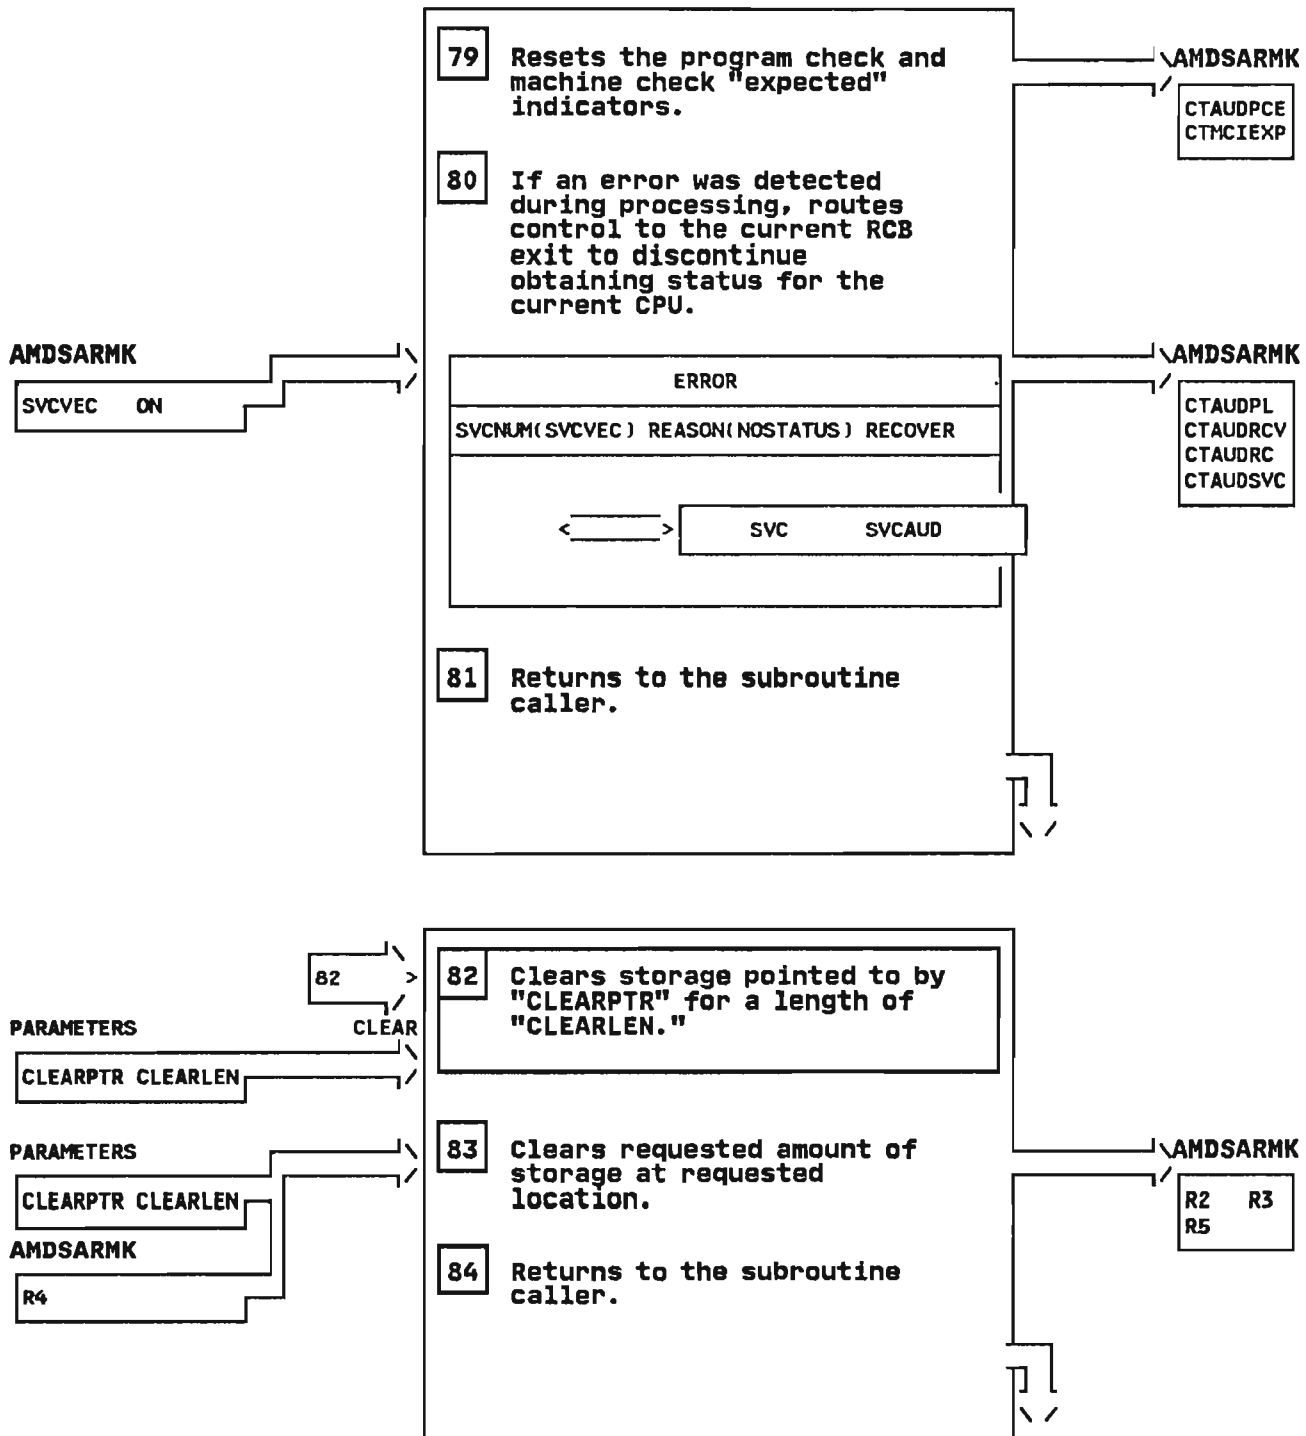 79 Resets the program check and
machine check "expected"
indicators.
AMDSARMK
CTAUDPCE
CTMCIEXP
80 If an error was detected
during processing, routes
control to the current RCB
exit to discontinue
obtaining status for the
current CPU.
AMDSARMK
SVCVEC ON
ERROR
SVCNUM(SVCVEC) REASON(NOSTATUS) RECOVER
SVC SVCAUD
AMDSARMK
CTAUDPL
CTAUDRCV
CTAUDRC
CTAUDSVC
81 Returns to the subroutine
caller.
82
CLEAR
82 Clears storage pointed to by
"CLEARPTR" for a length of
"CLEARLEN."
PARAMETERS
CLEARPTR CLEARLEN
PARAMETERS
CLEARPTR CLEARLEN
AMDSARMK
R4
83 Clears requested amount of
storage at requested
location.
AMDSARMK
R2 R3
R5
84 Returns to the subroutine
caller.